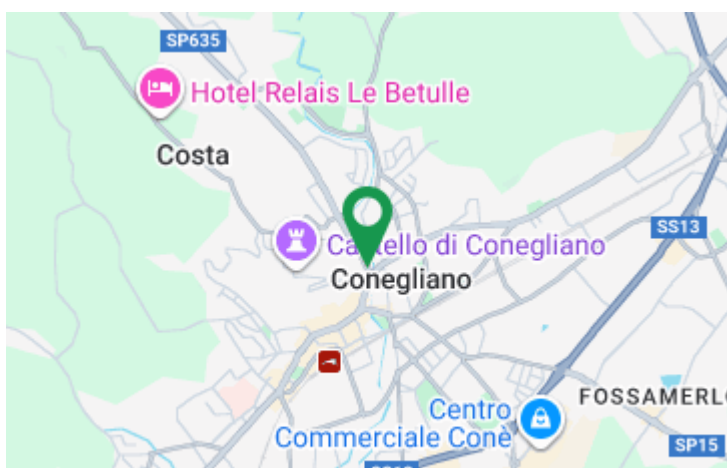 SP635
Hotel Relais Le Betulle
Costa
SS13
Castello di Conegliano
Conegliano
FOSSAMERLO
Centro
Commerciale Conè
SP15